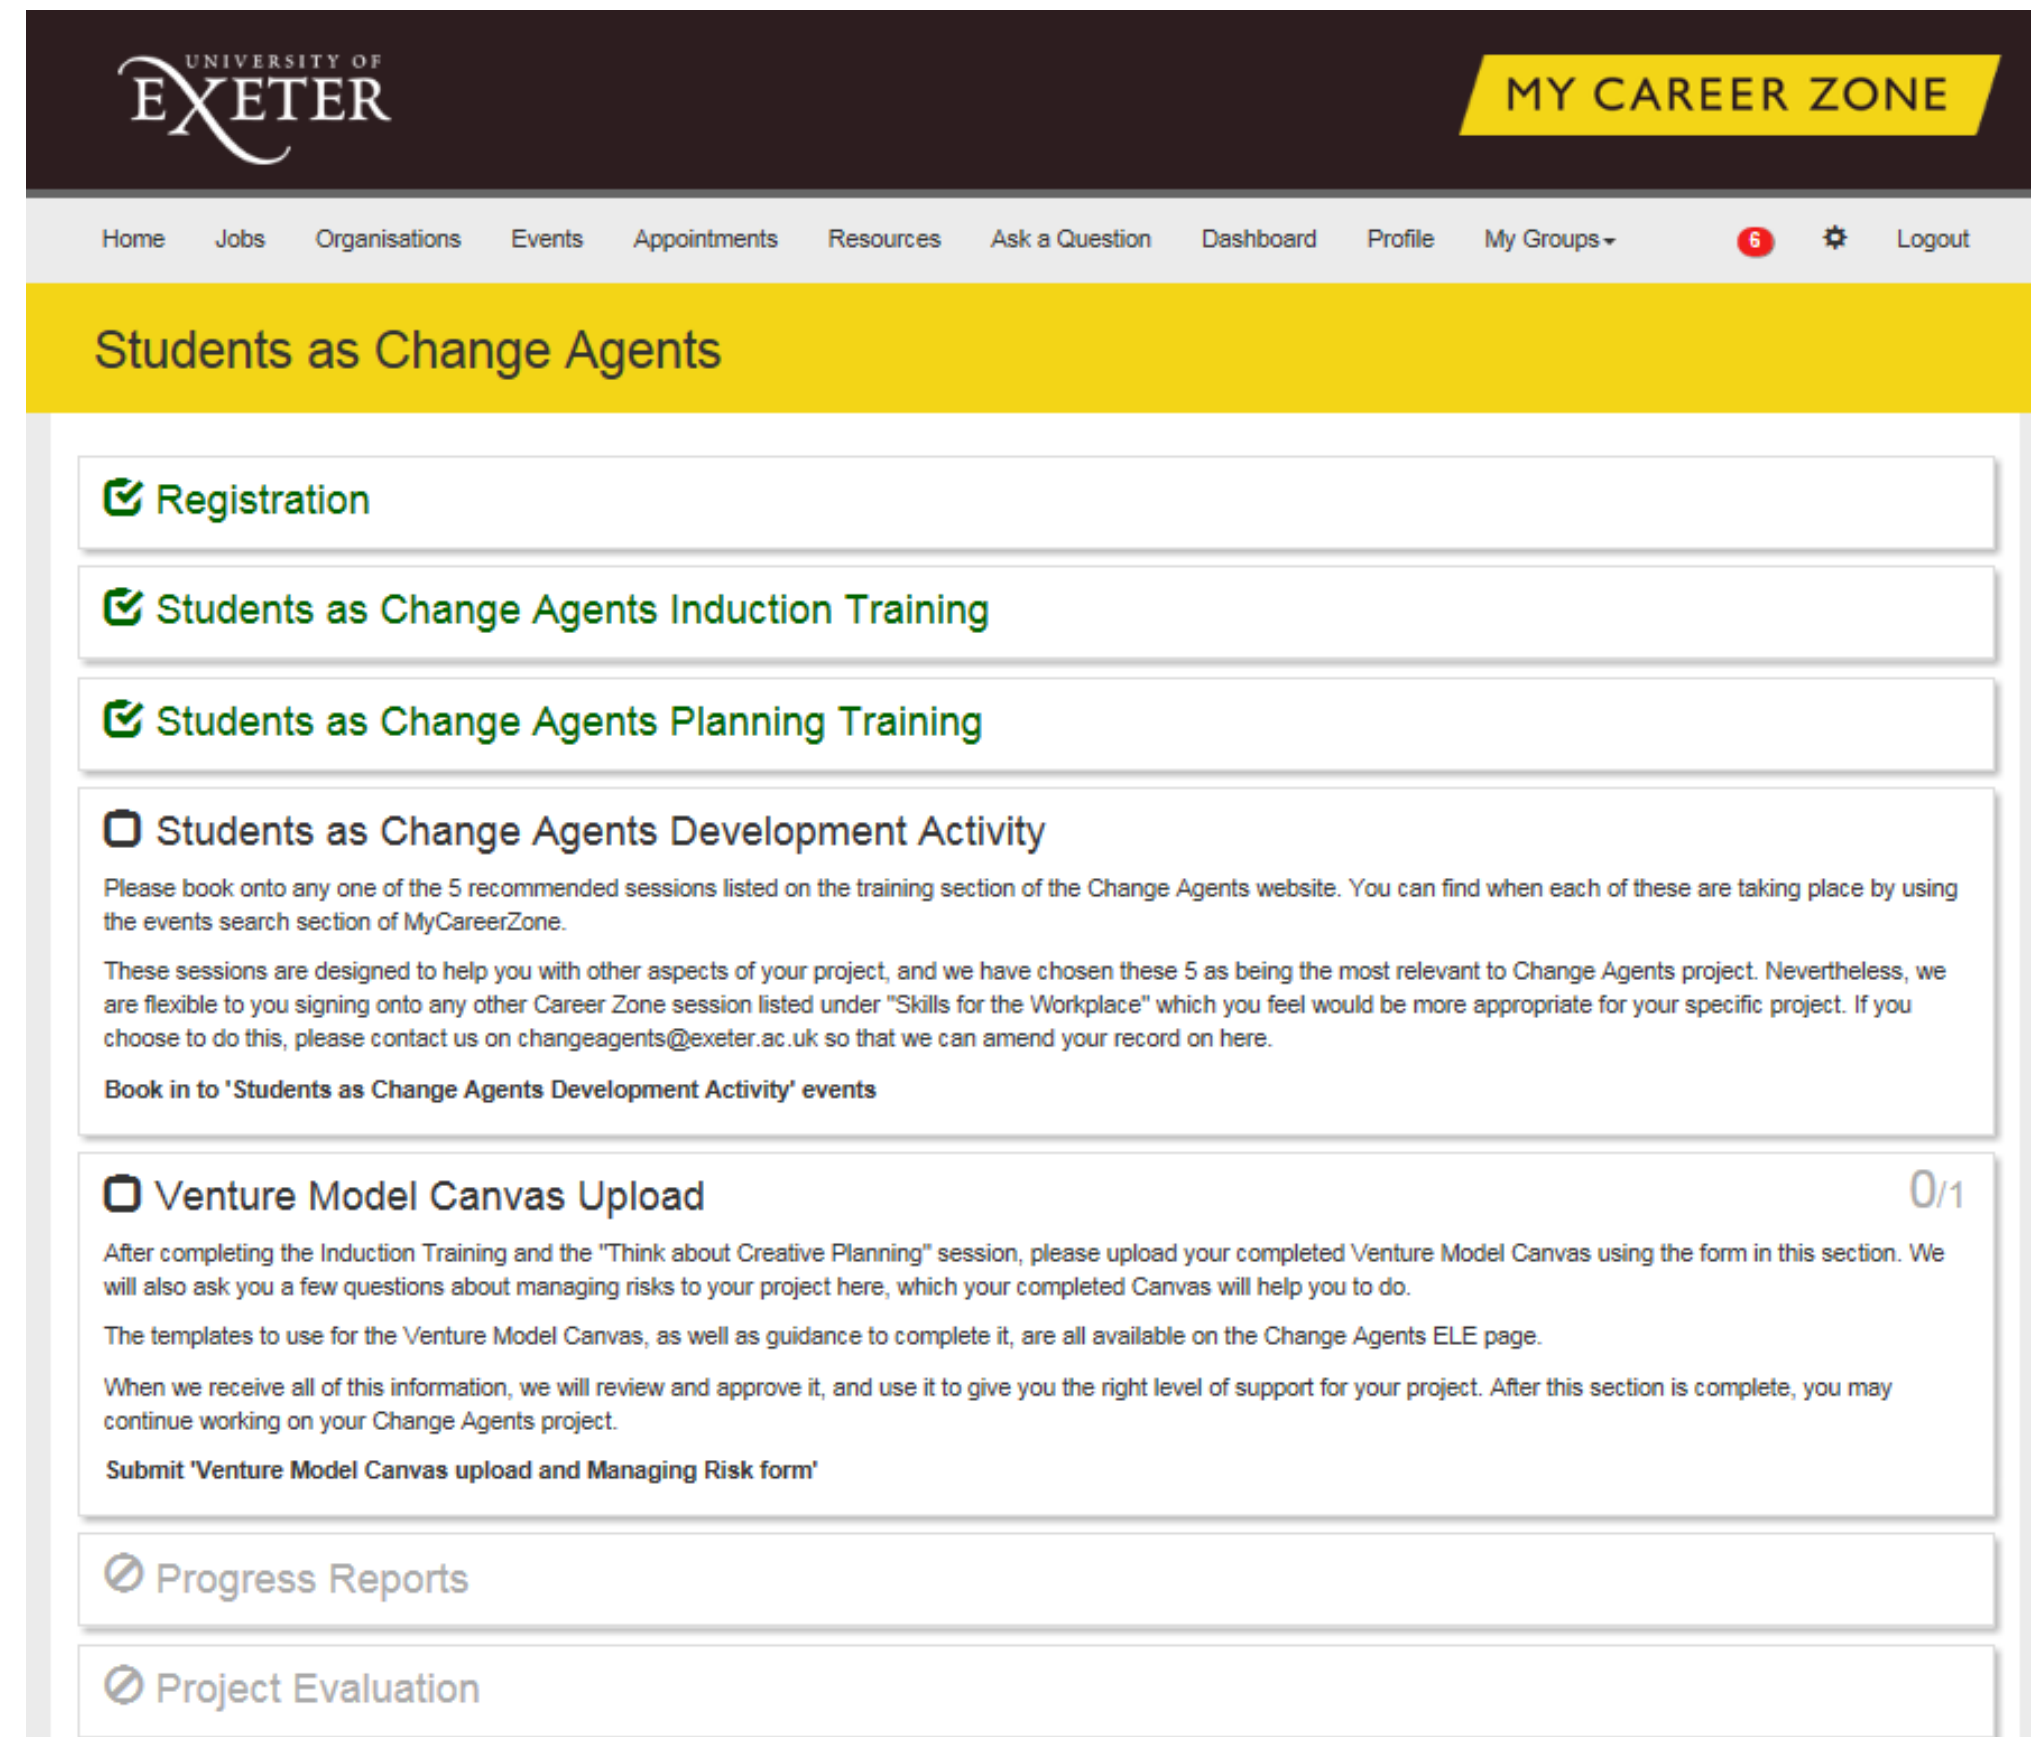 UNIVERSITY OF
EXETER
MY CAREER ZONE
Home Jobs Organisations Events Appointments Resources Ask a Question Dashboard Profile My Groups 6 Logout
Students as Change Agents
Registration
Students as Change Agents Induction Training
Students as Change Agents Planning Training
Students as Change Agents Development Activity
Please book onto any one of the 5 recommended sessions listed on the training section of the Change Agents website. You can find when each of these are taking place by using
the events search section of MyCareerZone.
These sessions are designed to help you with other aspects of your project, and we have chosen these 5 as being the most relevant to Change Agents project. Nevertheless, we
are flexible to you signing onto any other Career Zone session listed under "Skills for the Workplace" which you feel would be more appropriate for your specific project. If you
choose to do this, please contact us on changeagents@exeter.ac.uk so that we can amend your record on here.
Book in to 'Students as Change Agents Development Activity' events
Venture Model Canvas Upload 0/1
After completing the Induction Training and the "Think about Creative Planning" session, please upload your completed Venture Model Canvas using the form in this section. We
will also ask you a few questions about managing risks to your project here, which your completed Canvas will help you to do.
The templates to use for the Venture Model Canvas, as well as guidance to complete it, are all available on the Change Agents ELE page.
When we receive all of this information, we will review and approve it, and use it to give you the right level of support for your project. After this section is complete, you may
continue working on your Change Agents project.
Submit 'Venture Model Canvas upload and Managing Risk form'
Progress Reports
Project Evaluation